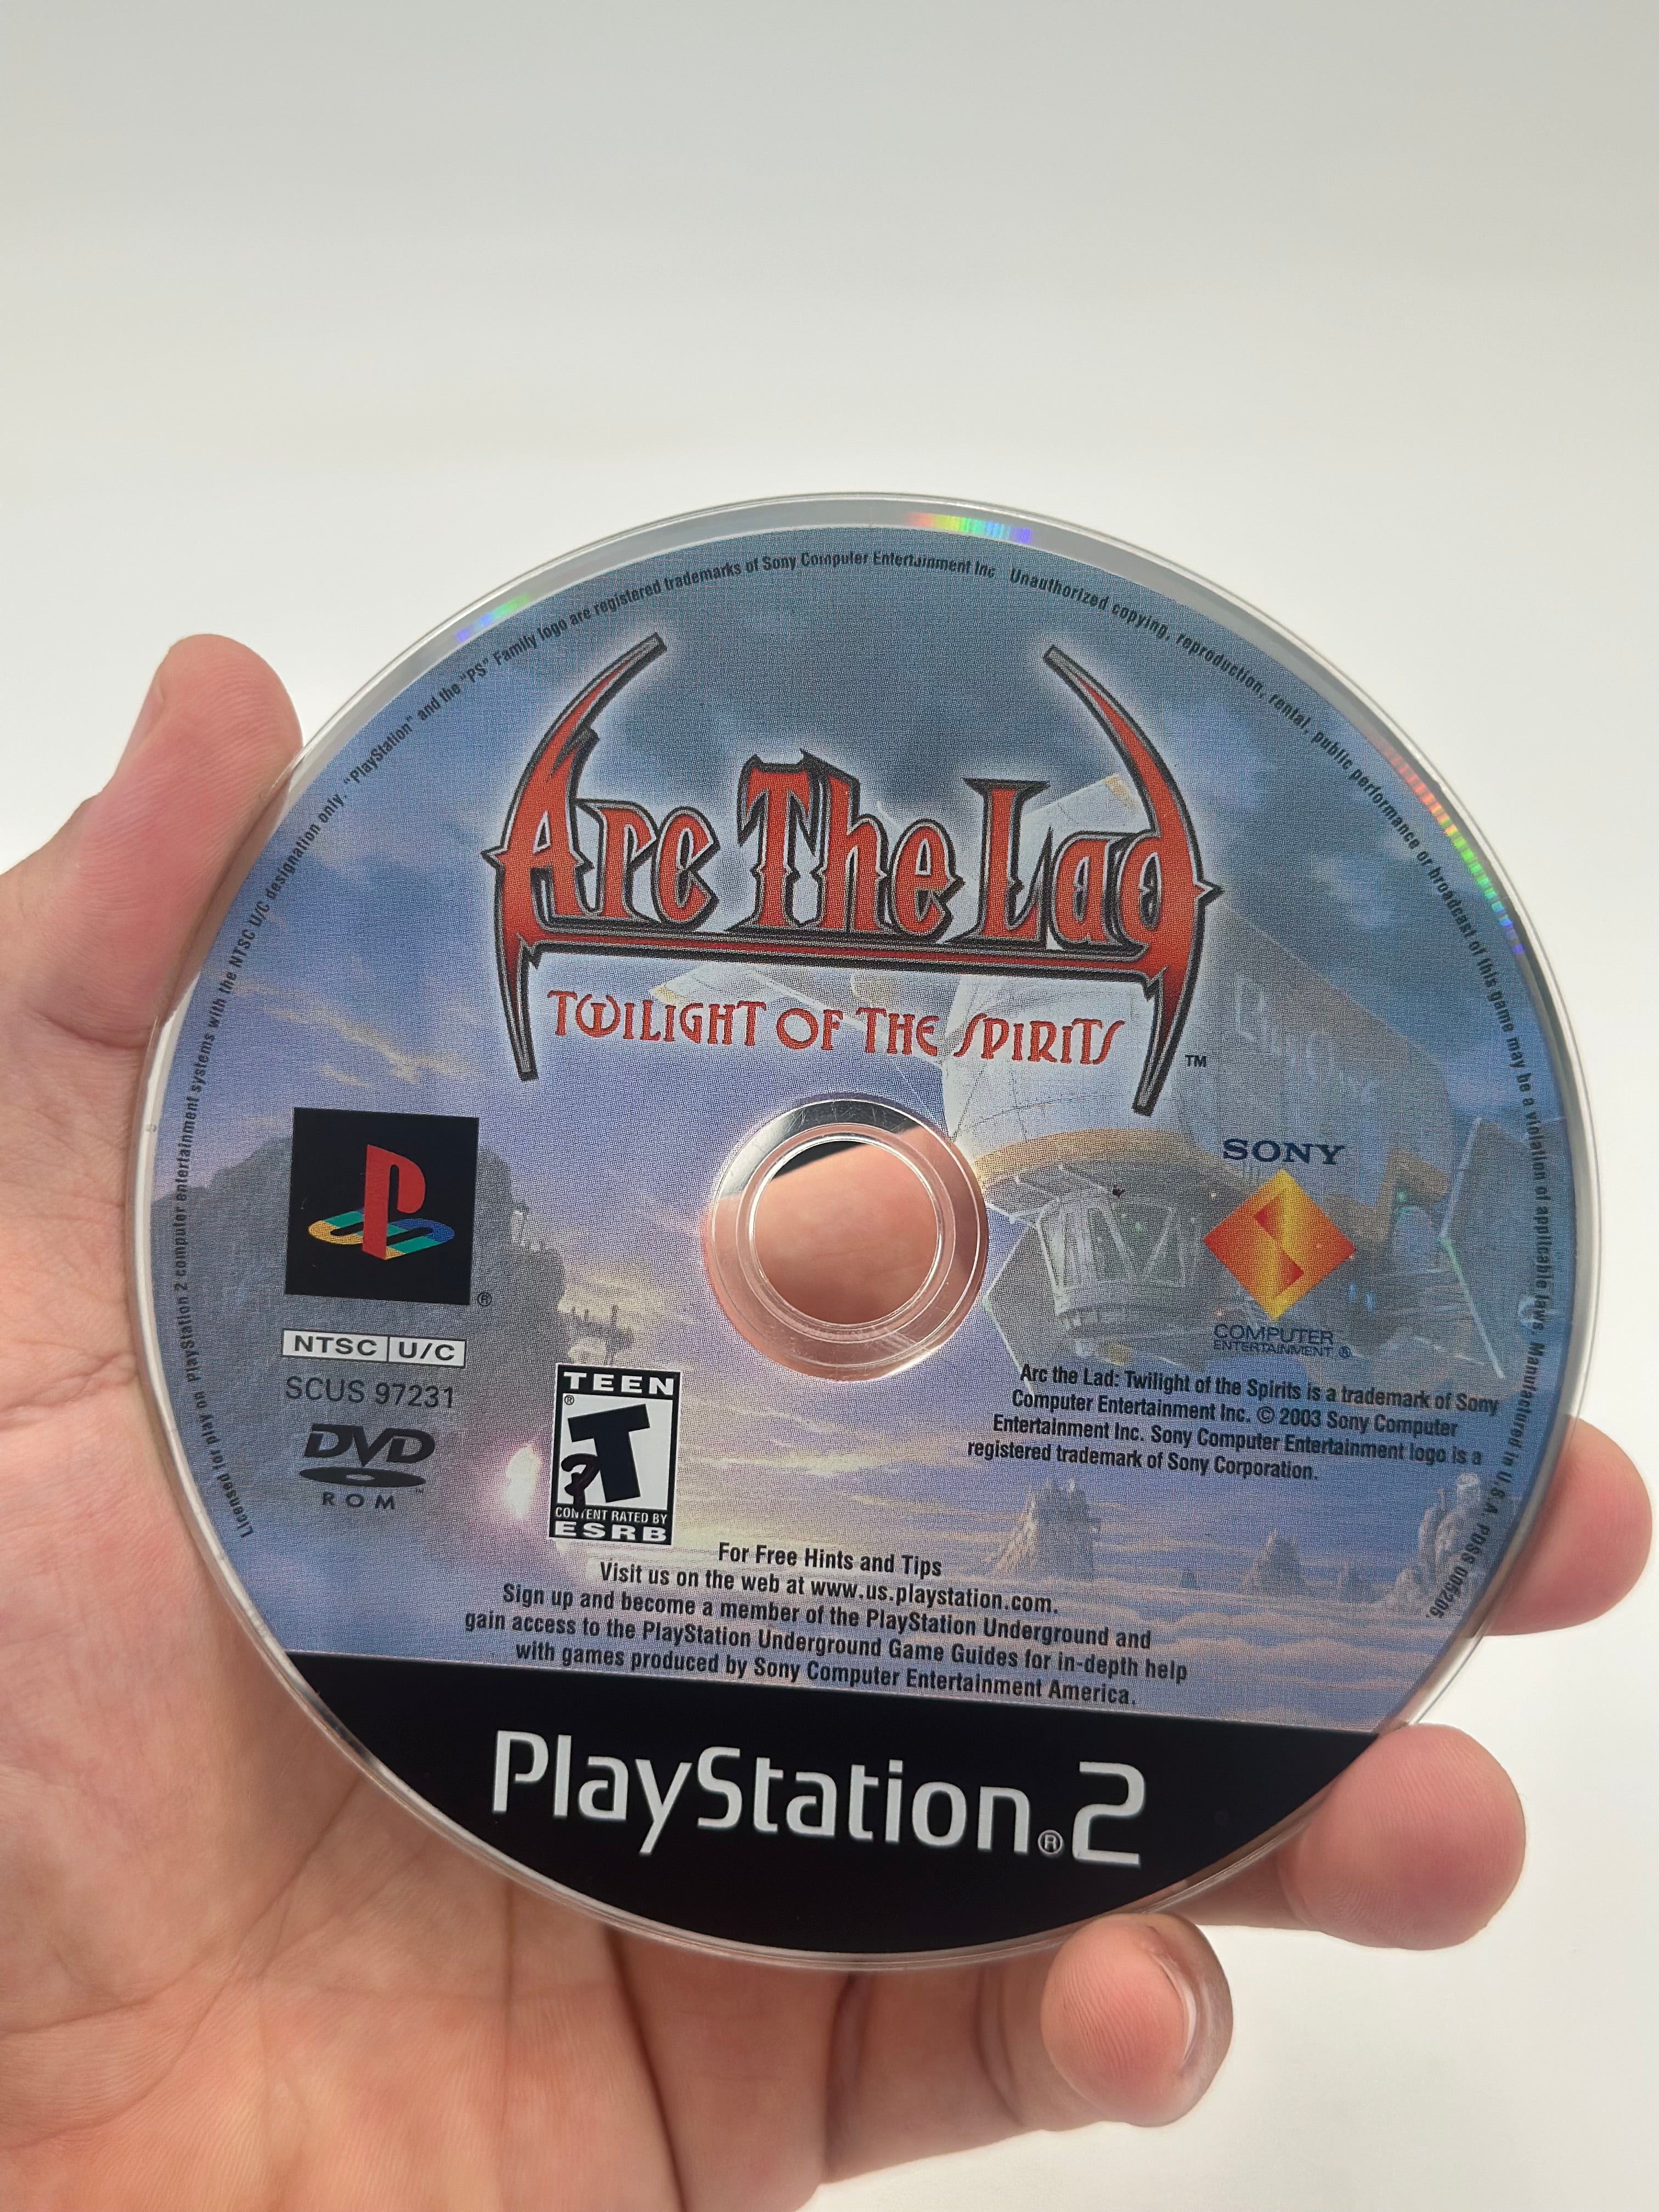 Licensed for play on PlayStation 2 computer entertainment systems with the NTSC U/C designation only. "PlayStation" and the "PS" Family logo are registered trademarks of Sony Computer Entertainment Inc Unauthorized copying, reproduction, rental, public performance or broadcast of this game may be a violation of applicable laws. Manufactured in U.S.A. PDSS 005206.
Arc The Lad
TWILIGHT OF THE SPIRITS
TM
SONY
COMPUTER
ENTERTAINMENT ®
®
NTSC U/C
SCUS 97231
DVD
ROM
TEEN
®
T
CONTENT RATED BY
ESRB
Arc the Lad: Twilight of the Spirits is a trademark of Sony
Computer Entertainment Inc. © 2003 Sony Computer
Entertainment Inc. Sony Computer Entertainment logo is a
registered trademark of Sony Corporation.
For Free Hints and Tips
Visit us on the web at www.us.playstation.com.
Sign up and become a member of the PlayStation Underground and
gain access to the PlayStation Underground Game Guides for in-depth help
with games produced by Sony Computer Entertainment America.
PlayStation®2